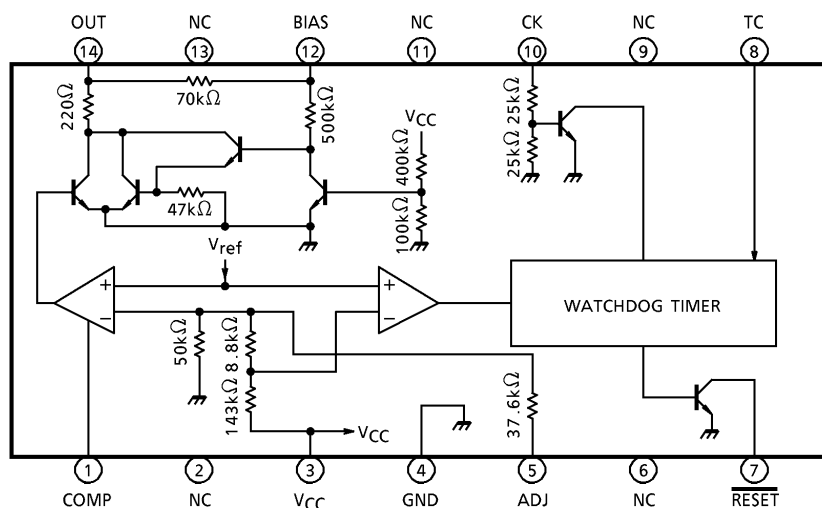 OUT NC BIAS NC CK NC TC
14 13 12 11 10 9 8
220Ω
70kΩ
500kΩ
VCC
400kΩ
100kΩ
25kΩ
25kΩ
47kΩ
Vref
+
−
+
−
WATCHDOG TIMER
50kΩ
8.8kΩ
143kΩ
VCC
37.6kΩ
1 2 3 4 5 6 7
COMP NC VCC GND ADJ NC RESET